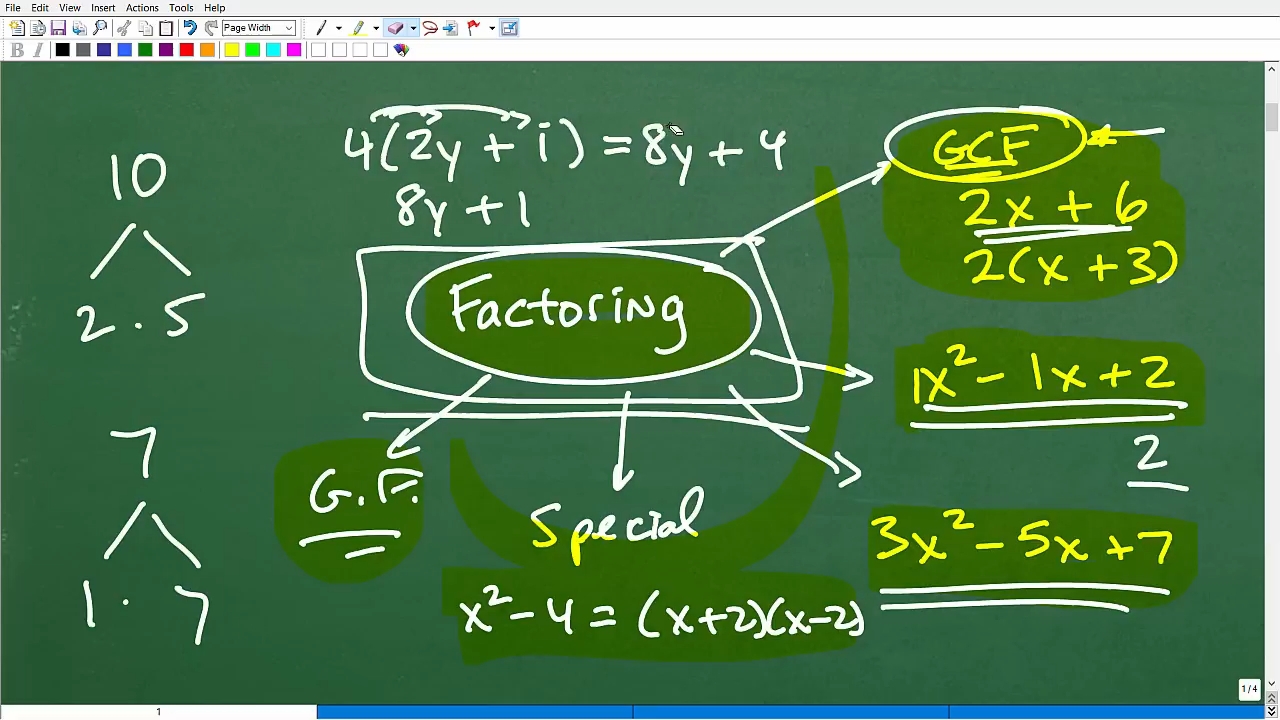 File Edit View Insert Actions Tools Help
Page Width
B I
10
2 . 5
7
1 . 7
4(2y + 1) = 8y + 4
8y + 1
Factoring
GCF
2x + 6
2(x + 3)
1x² - 1x + 2
2
3x² - 5x + 7
G.F.
Special
x² - 4 = (x+2)(x-2)
1/4
1